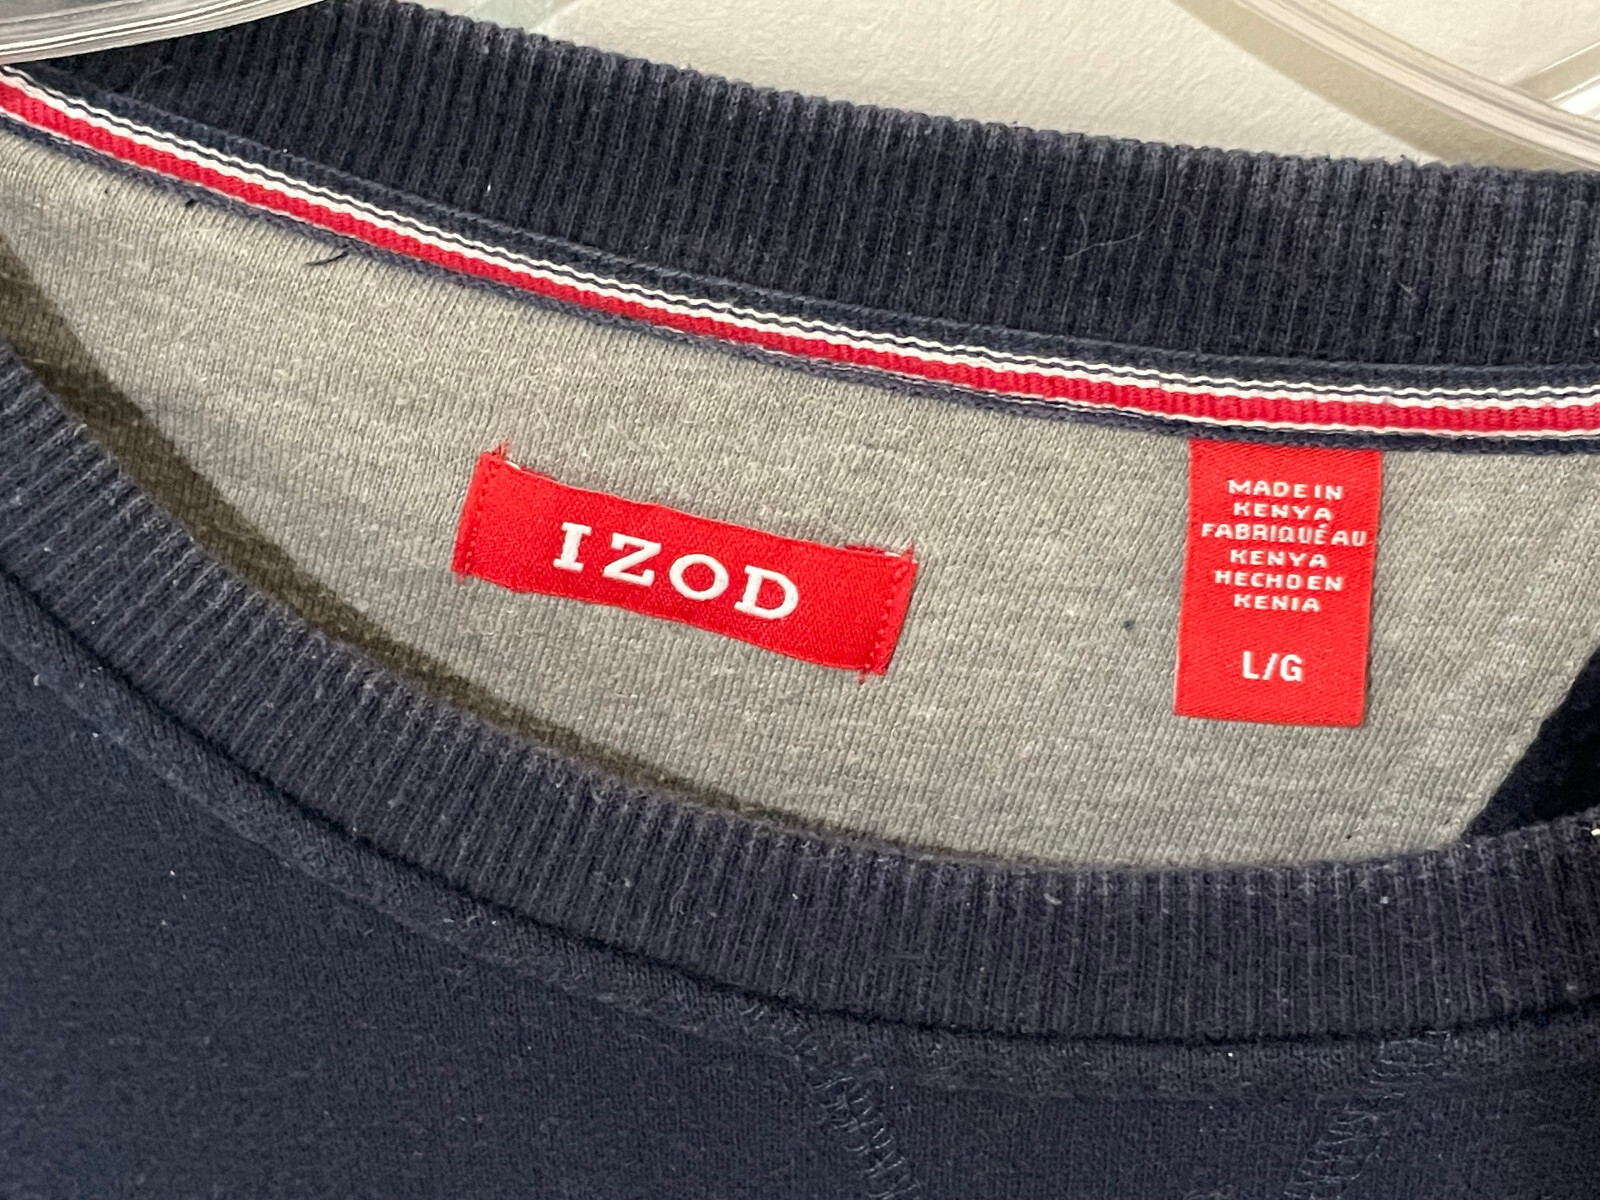 IZOD
MADE IN
KENYA
FABRIQUÉ AU
KENYA
HECHO EN
KENIA
L/G